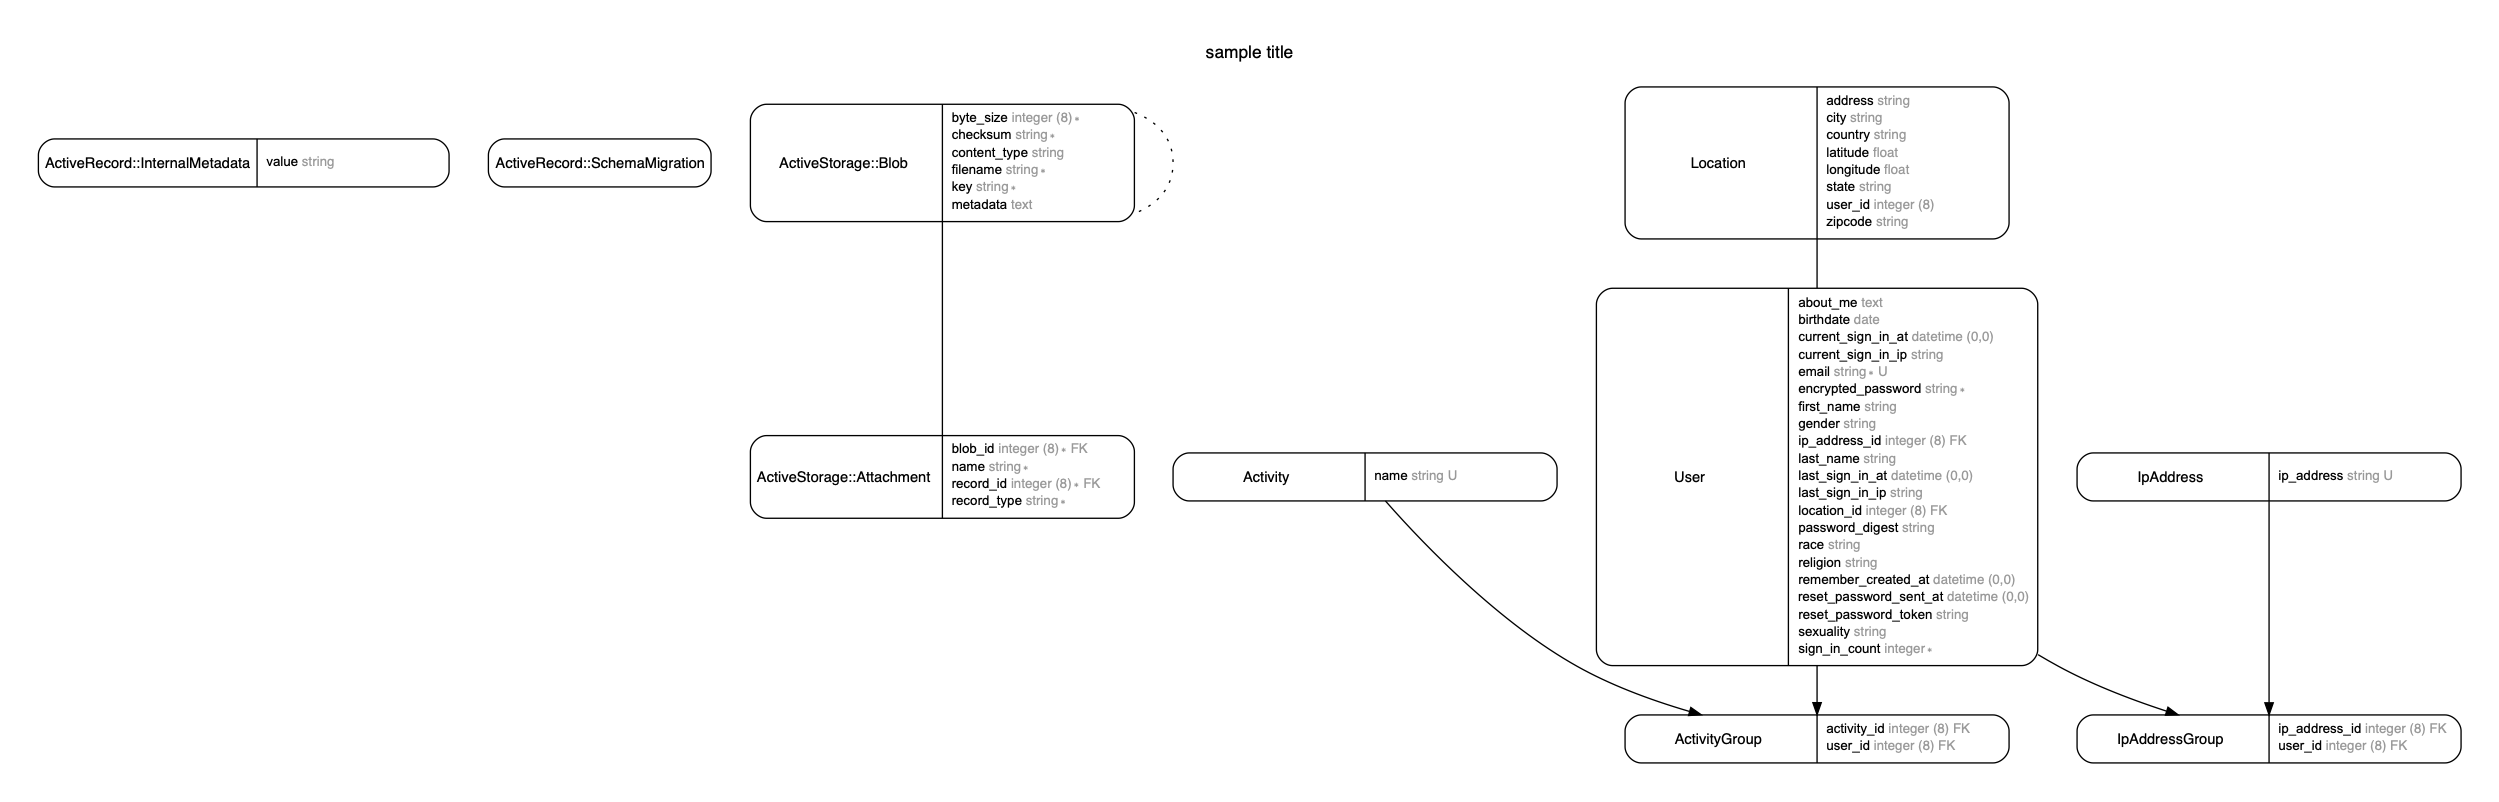 sample title
ActiveRecord::InternalMetadata
value string
ActiveRecord::SchemaMigration
ActiveStorage::Blob
byte_size integer (8) ∗
checksum string ∗
content_type string
filename string ∗
key string ∗
metadata text
Location
address string
city string
country string
latitude float
longitude float
state string
user_id integer (8)
zipcode string
ActiveStorage::Attachment
blob_id integer (8) ∗ FK
name string ∗
record_id integer (8) ∗ FK
record_type string ∗
Activity
name string U
User
about_me text
birthdate date
current_sign_in_at datetime (0,0)
current_sign_in_ip string
email string ∗ U
encrypted_password string ∗
first_name string
gender string
ip_address_id integer (8) FK
last_name string
last_sign_in_at datetime (0,0)
last_sign_in_ip string
location_id integer (8) FK
password_digest string
race string
religion string
remember_created_at datetime (0,0)
reset_password_sent_at datetime (0,0)
reset_password_token string
sexuality string
sign_in_count integer ∗
IpAddress
ip_address string U
ActivityGroup
activity_id integer (8) FK
user_id integer (8) FK
IpAddressGroup
ip_address_id integer (8) FK
user_id integer (8) FK